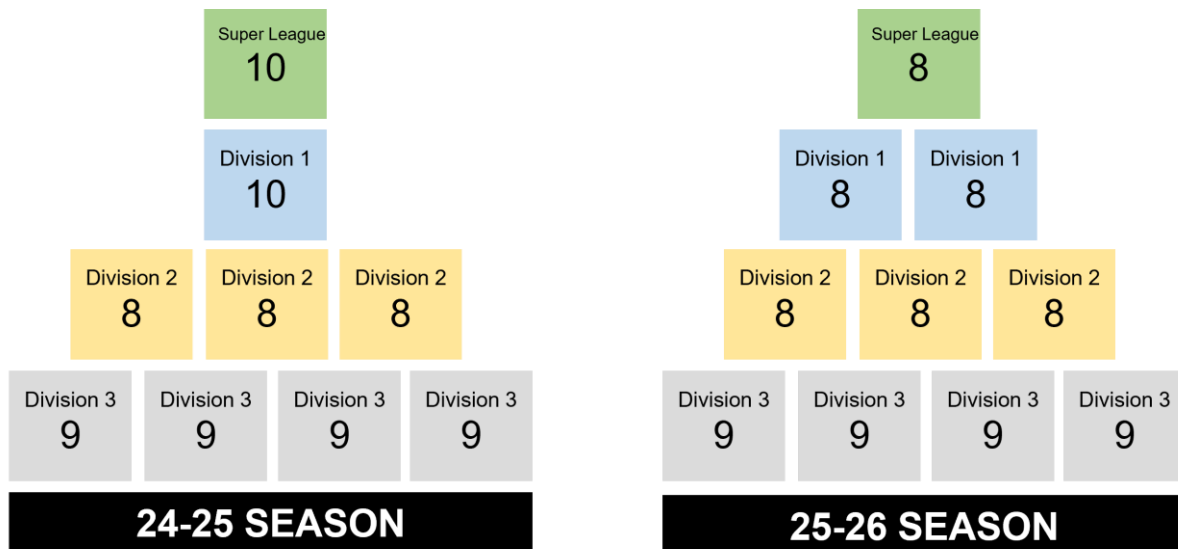 Super League
10
Division 1
10
Division 2
8
Division 2
8
Division 2
8
Division 3
9
Division 3
9
Division 3
9
Division 3
9
24-25 SEASON
Super League
8
Division 1
8
Division 1
8
Division 2
8
Division 2
8
Division 2
8
Division 3
9
Division 3
9
Division 3
9
Division 3
9
25-26 SEASON